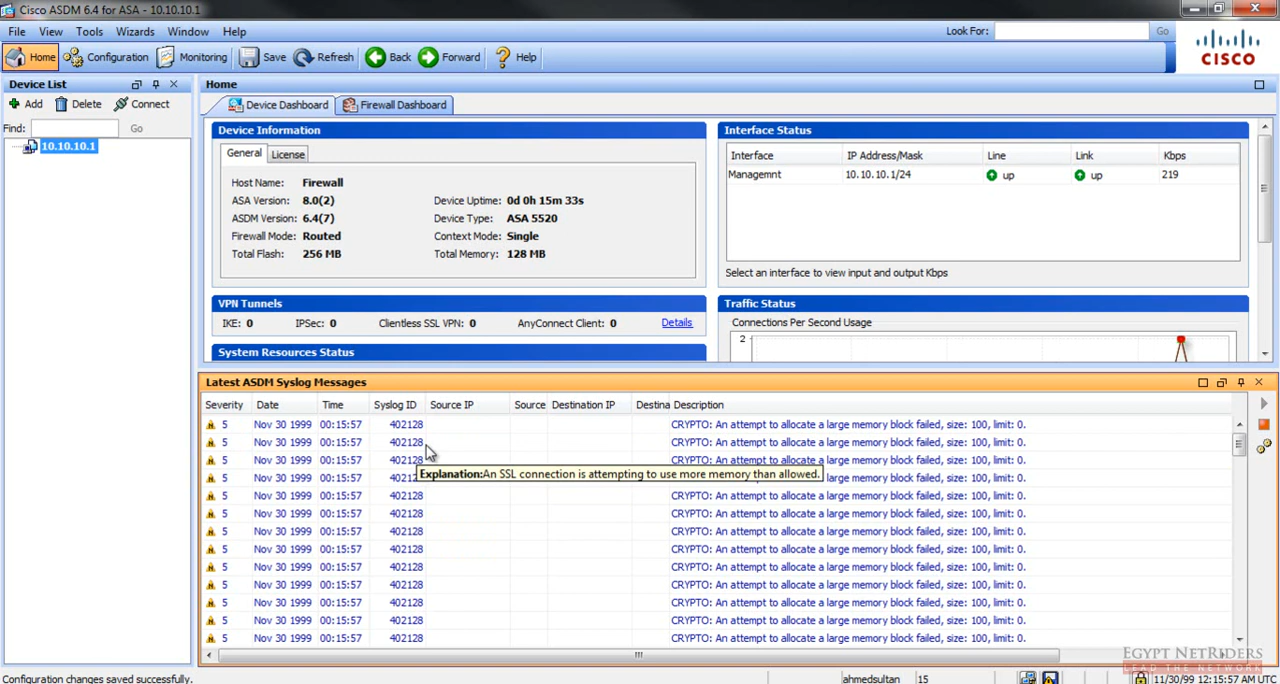 Cisco ASDM 6.4 for ASA - 10.10.10.1
File View Tools Wizards Window Help
Look For: Go
Home Configuration Monitoring Save Refresh Back Forward Help
CISCO
Device List
Add Delete Connect
Find: Go
10.10.10.1
Home
Device Dashboard Firewall Dashboard
Device Information
General License
Host Name: Firewall
ASA Version: 8.0(2) Device Uptime: 0d 0h 15m 33s
ASDM Version: 6.4(7) Device Type: ASA 5520
Firewall Mode: Routed Context Mode: Single
Total Flash: 256 MB Total Memory: 128 MB
Interface Status
Interface IP Address/Mask Line Link Kbps
Managemnt 10.10.10.1/24 up up 219
Select an interface to view input and output Kbps
VPN Tunnels
IKE: 0 IPSec: 0 Clientless SSL VPN: 0 AnyConnect Client: 0 Details
System Resources Status
Traffic Status
Connections Per Second Usage
2
Latest ASDM Syslog Messages
Severity Date Time Syslog ID Source IP Source Destination IP Destina Description
5 Nov 30 1999 00:15:57 402128 CRYPTO: An attempt to allocate a large memory block failed, size: 100, limit: 0.
5 Nov 30 1999 00:15:57 402128 CRYPTO: An attempt to allocate a large memory block failed, size: 100, limit: 0.
5 Nov 30 1999 00:15:57 402128 CRYPTO: An attempt to allocate a large memory block failed, size: 100, limit: 0.
Explanation:An SSL connection is attempting to use more memory than allowed.
5 Nov 30 1999 00:15:57 4021 size: 100, limit: 0.
5 Nov 30 1999 00:15:57 402128 CRYPTO: An attempt to allocate a large memory block failed, size: 100, limit: 0.
5 Nov 30 1999 00:15:57 402128 CRYPTO: An attempt to allocate a large memory block failed, size: 100, limit: 0.
5 Nov 30 1999 00:15:57 402128 CRYPTO: An attempt to allocate a large memory block failed, size: 100, limit: 0.
5 Nov 30 1999 00:15:57 402128 CRYPTO: An attempt to allocate a large memory block failed, size: 100, limit: 0.
5 Nov 30 1999 00:15:57 402128 CRYPTO: An attempt to allocate a large memory block failed, size: 100, limit: 0.
5 Nov 30 1999 00:15:57 402128 CRYPTO: An attempt to allocate a large memory block failed, size: 100, limit: 0.
5 Nov 30 1999 00:15:57 402128 CRYPTO: An attempt to allocate a large memory block failed, size: 100, limit: 0.
5 Nov 30 1999 00:15:57 402128 CRYPTO: An attempt to allocate a large memory block failed, size: 100, limit: 0.
5 Nov 30 1999 00:15:57 402128 CRYPTO: An attempt to allocate a large memory block failed, size: 100, limit: 0.
EGYPT NETRIDERS
LEAD THE NETWORK
Configuration changes saved successfully. ahmedsultan 15 11/30/99 12:15:57 AM UTC